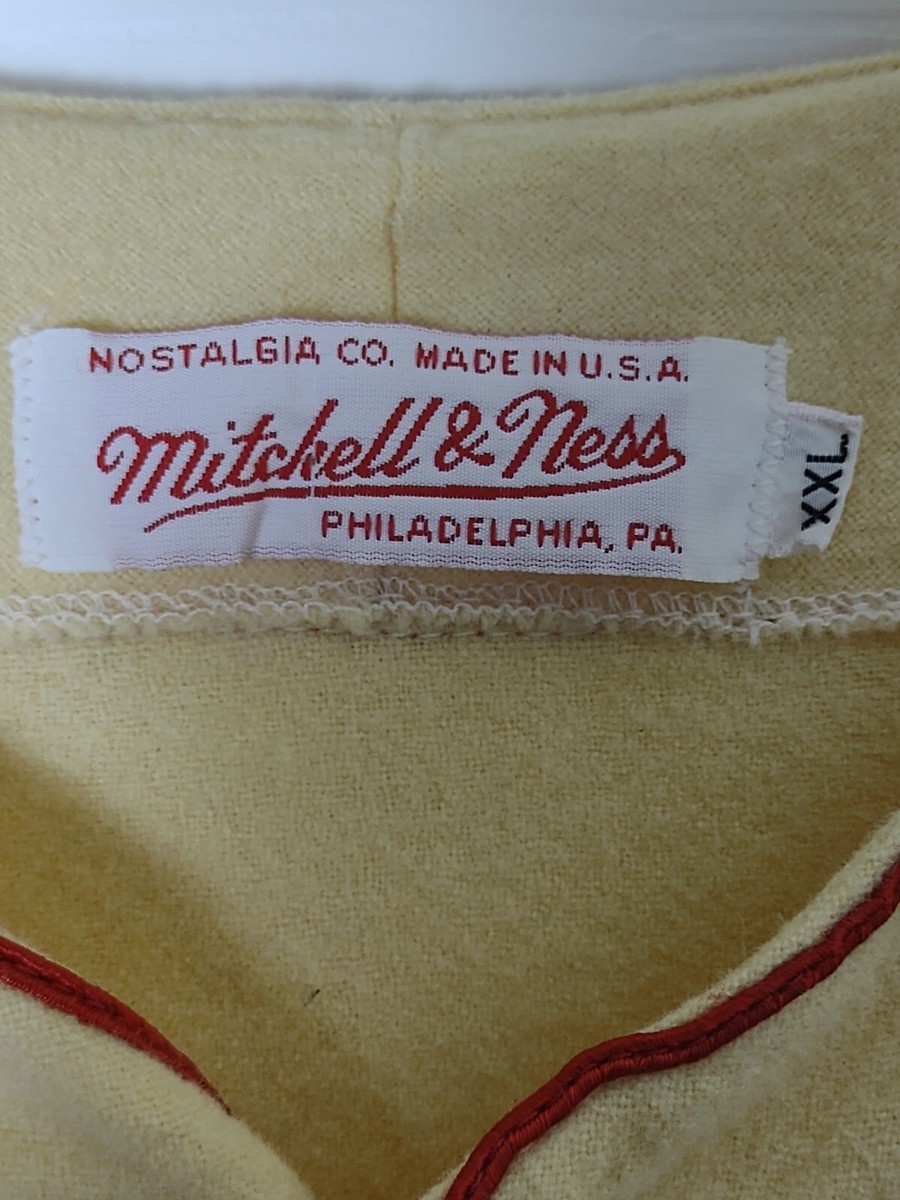 NOSTALGIA CO. MADE IN U.S.A.
Mitchell & Ness
PHILADELPHIA, PA.
XXL